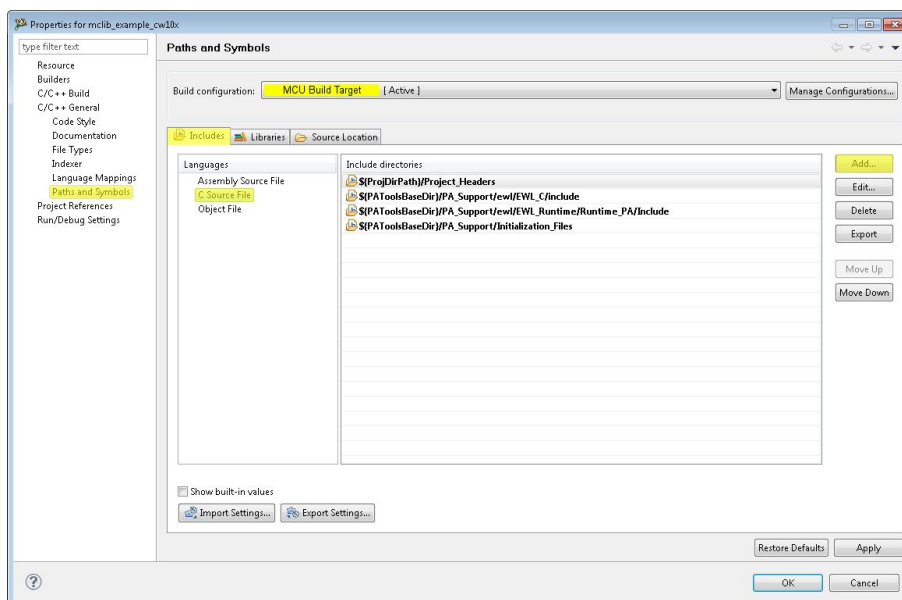 Properties for mclib_example_cw10x
type filter text
Resource
Builders
C/C++ Build
C/C++ General
Code Style
Documentation
File Types
Indexer
Language Mappings
Paths and Symbols
Project References
Run/Debug Settings
Paths and Symbols
Build configuration: MCU Build Target [ Active ]
Manage Configurations...
Includes Libraries Source Location
Languages
Assembly Source File
C Source File
Object File
Include directories
${ProjDirPath}/Project_Headers
${PAToolsBaseDir}/PA_Support/ewl/EWL_C/include
${PAToolsBaseDir}/PA_Support/ewl/EWL_Runtime/Runtime_PA/Include
${PAToolsBaseDir}/PA_Support/Initialization_Files
Add...
Edit...
Delete
Export
Move Up
Move Down
Show built-in values
Import Settings... Export Settings...
Restore Defaults Apply
? OK Cancel